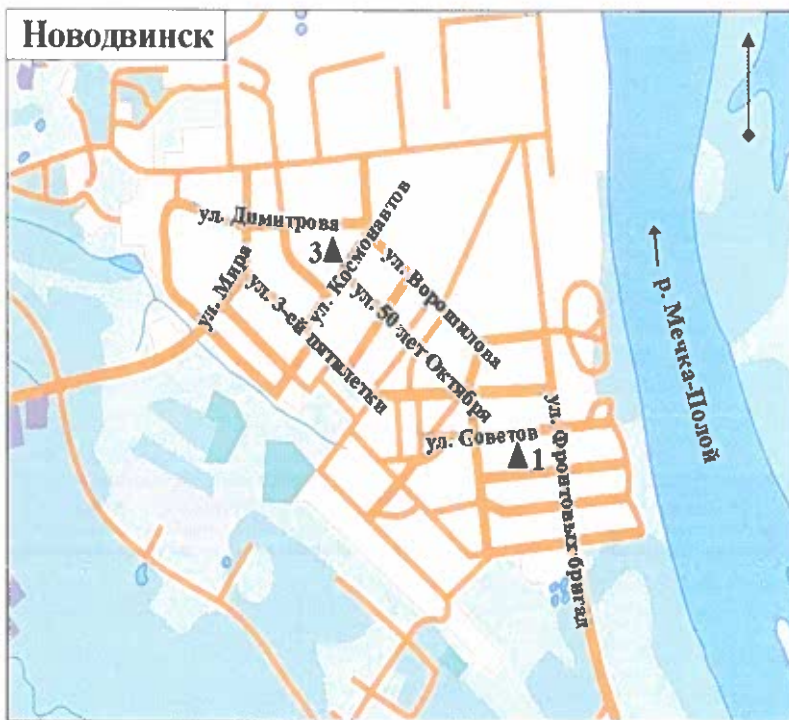 Новодвинск
ул. Димитрова
3
ул. Космонавтов
ул. Мира
ул. 3-ей пятилетки
ул. Ворошилова
ул. 50 лет Октября
р. Мечка-Полой
ул. Советов
1
ул. Фронтовых бригад